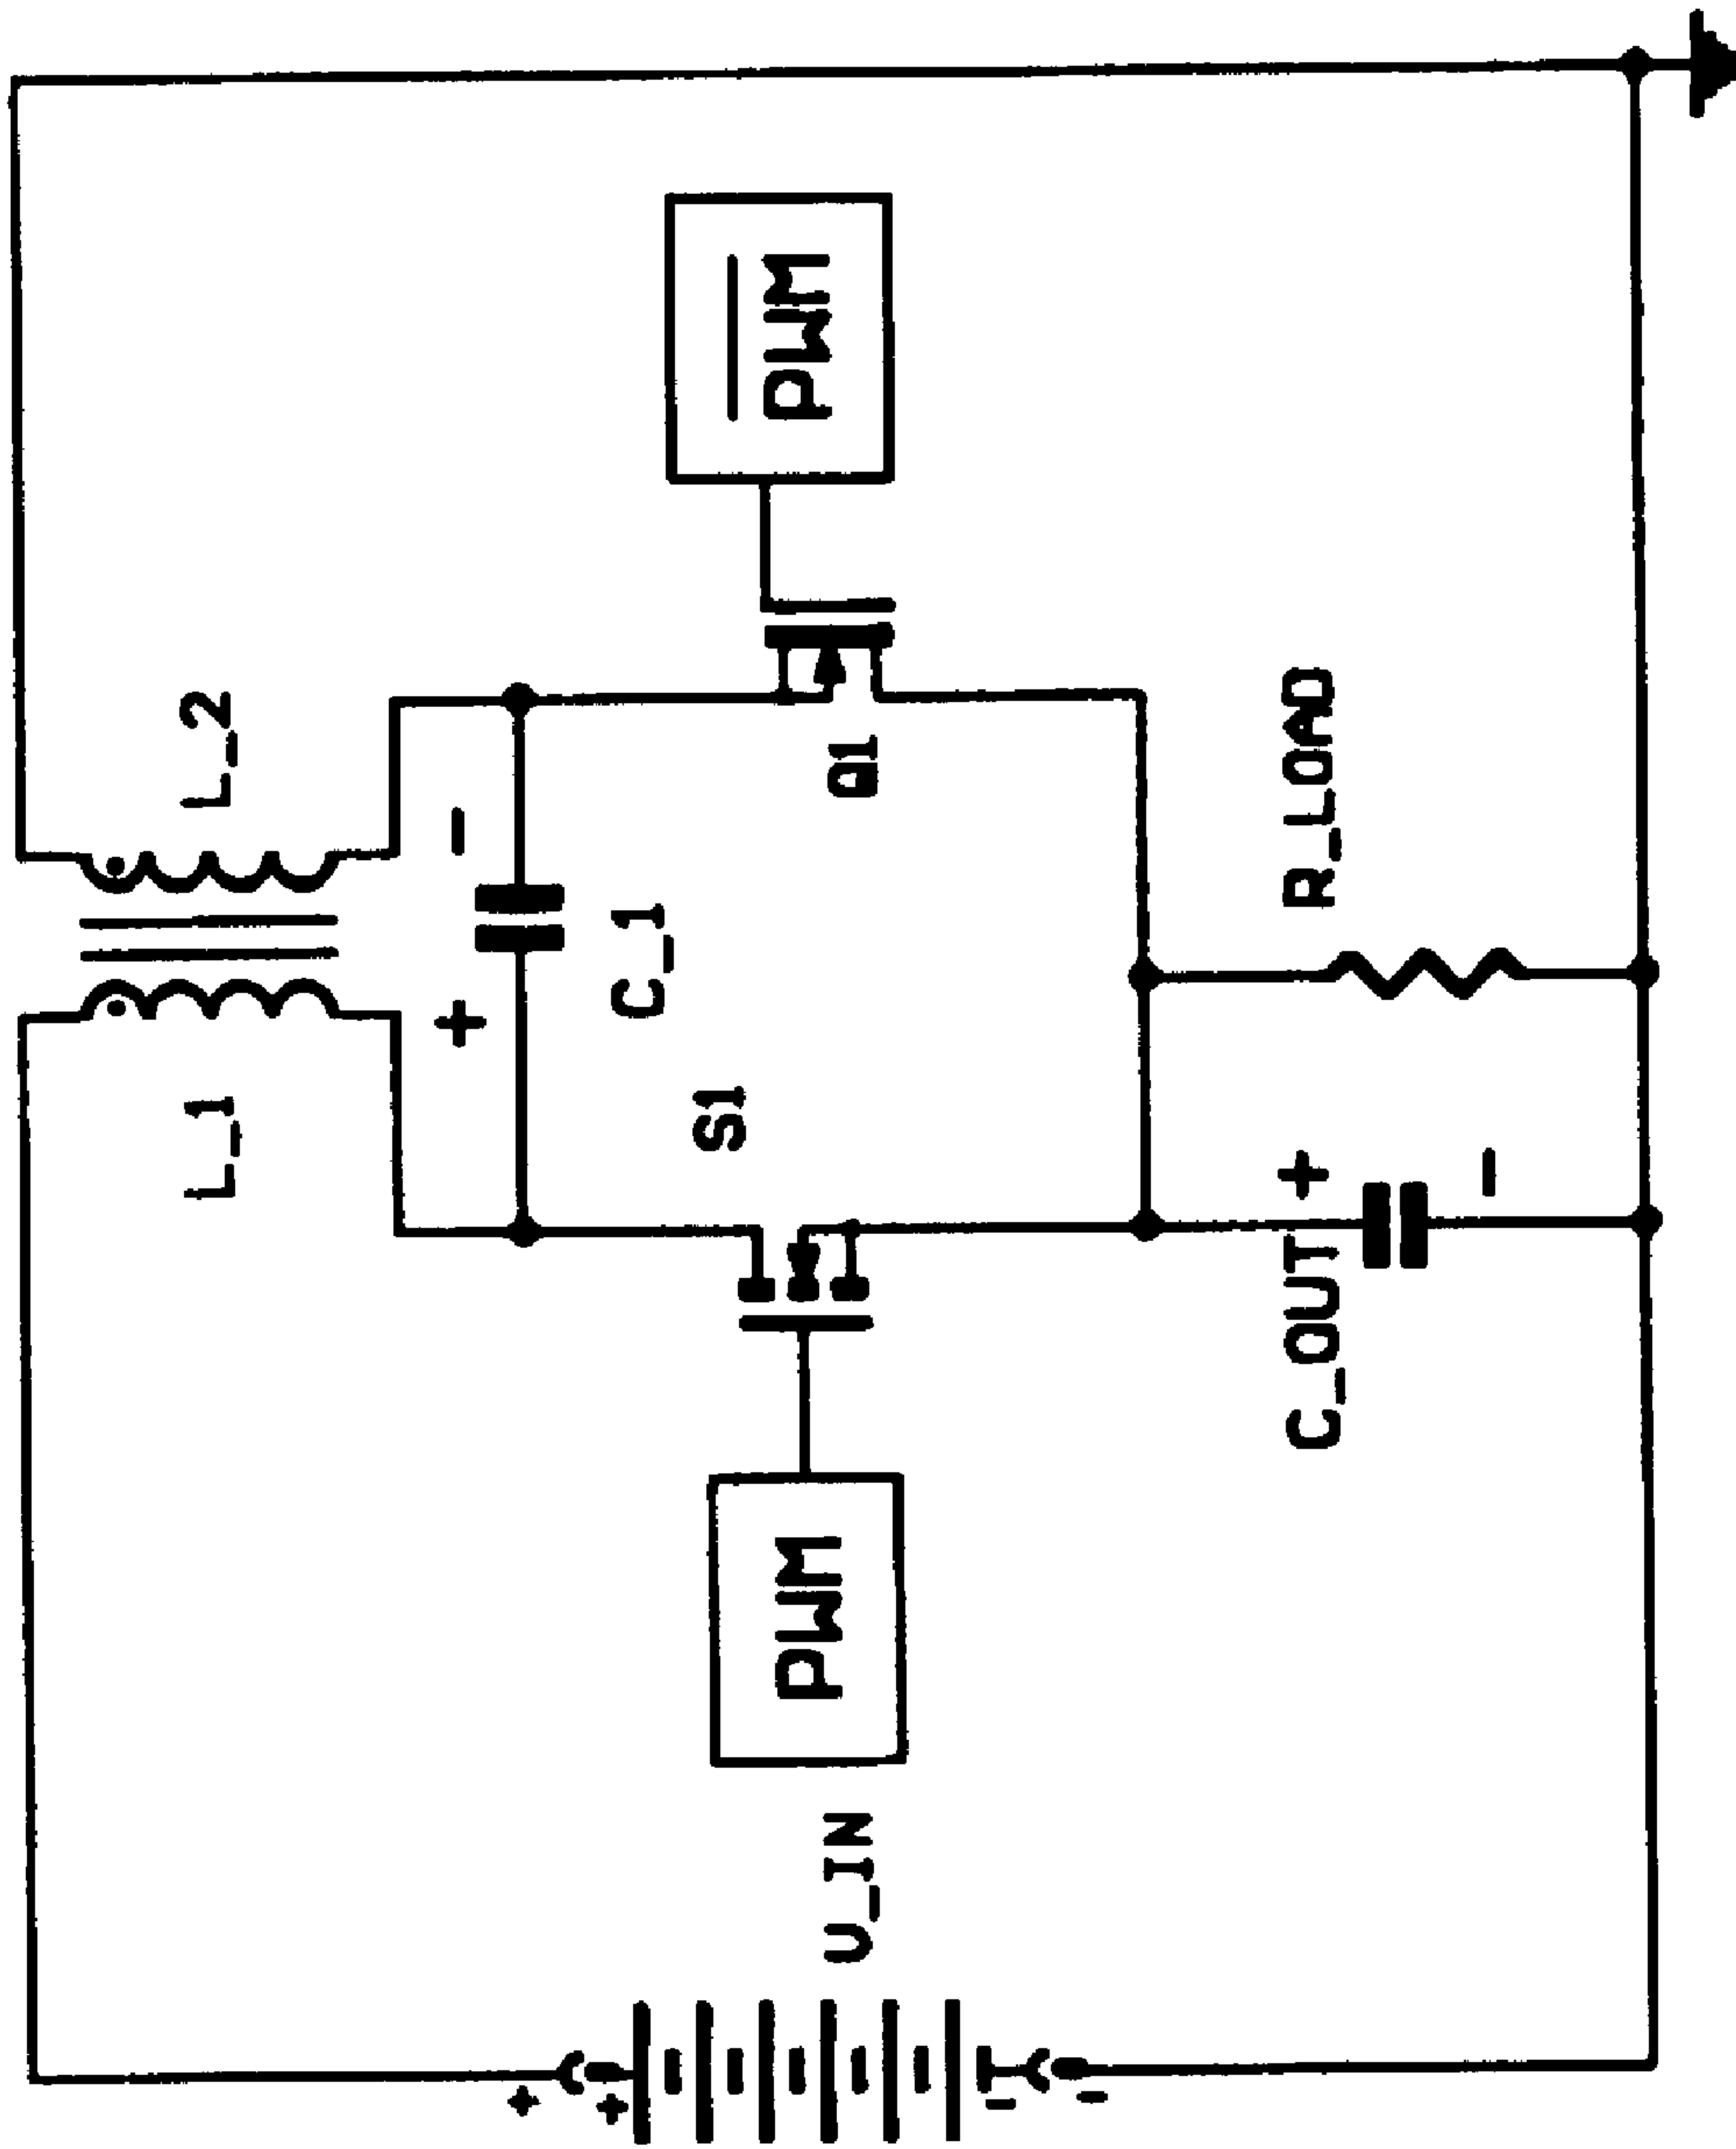 L_1
L_2
+
-
C_1
S1
Q1
PWM
PWM
U_IN
+
+
-
-
C_OUT
+
-
R_LOAD